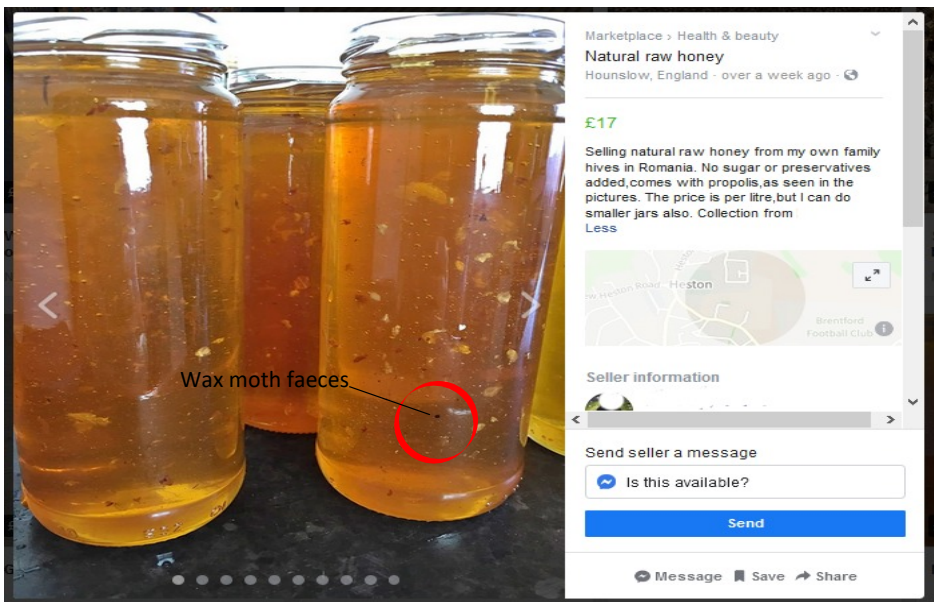 Marketplace › Health & beauty
Natural raw honey
Hounslow, England · over a week ago ·
£17
Selling natural raw honey from my own family
hives in Romania. No sugar or preservatives
added,comes with propolis,as seen in the
pictures. The price is per litre,but I can do
smaller jars also. Collection from
Less
Heston Road
Heston
Brentford
Football Club
Wax moth faeces
Seller information
Send seller a message
Is this available?
Send
Message Save Share